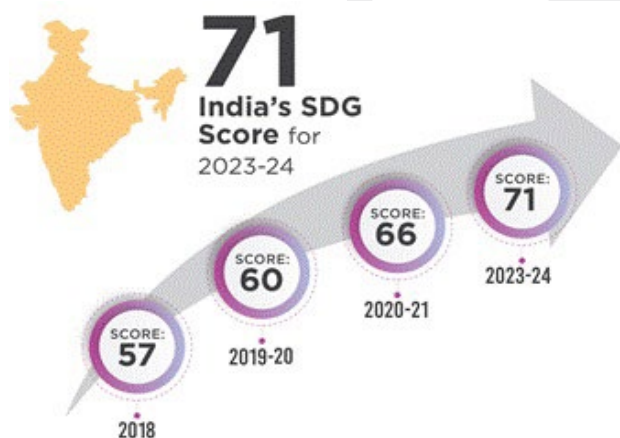 71
India's SDG
Score for
2023-24
SCORE:
57
2018
SCORE:
60
2019-20
SCORE:
66
2020-21
SCORE:
71
2023-24